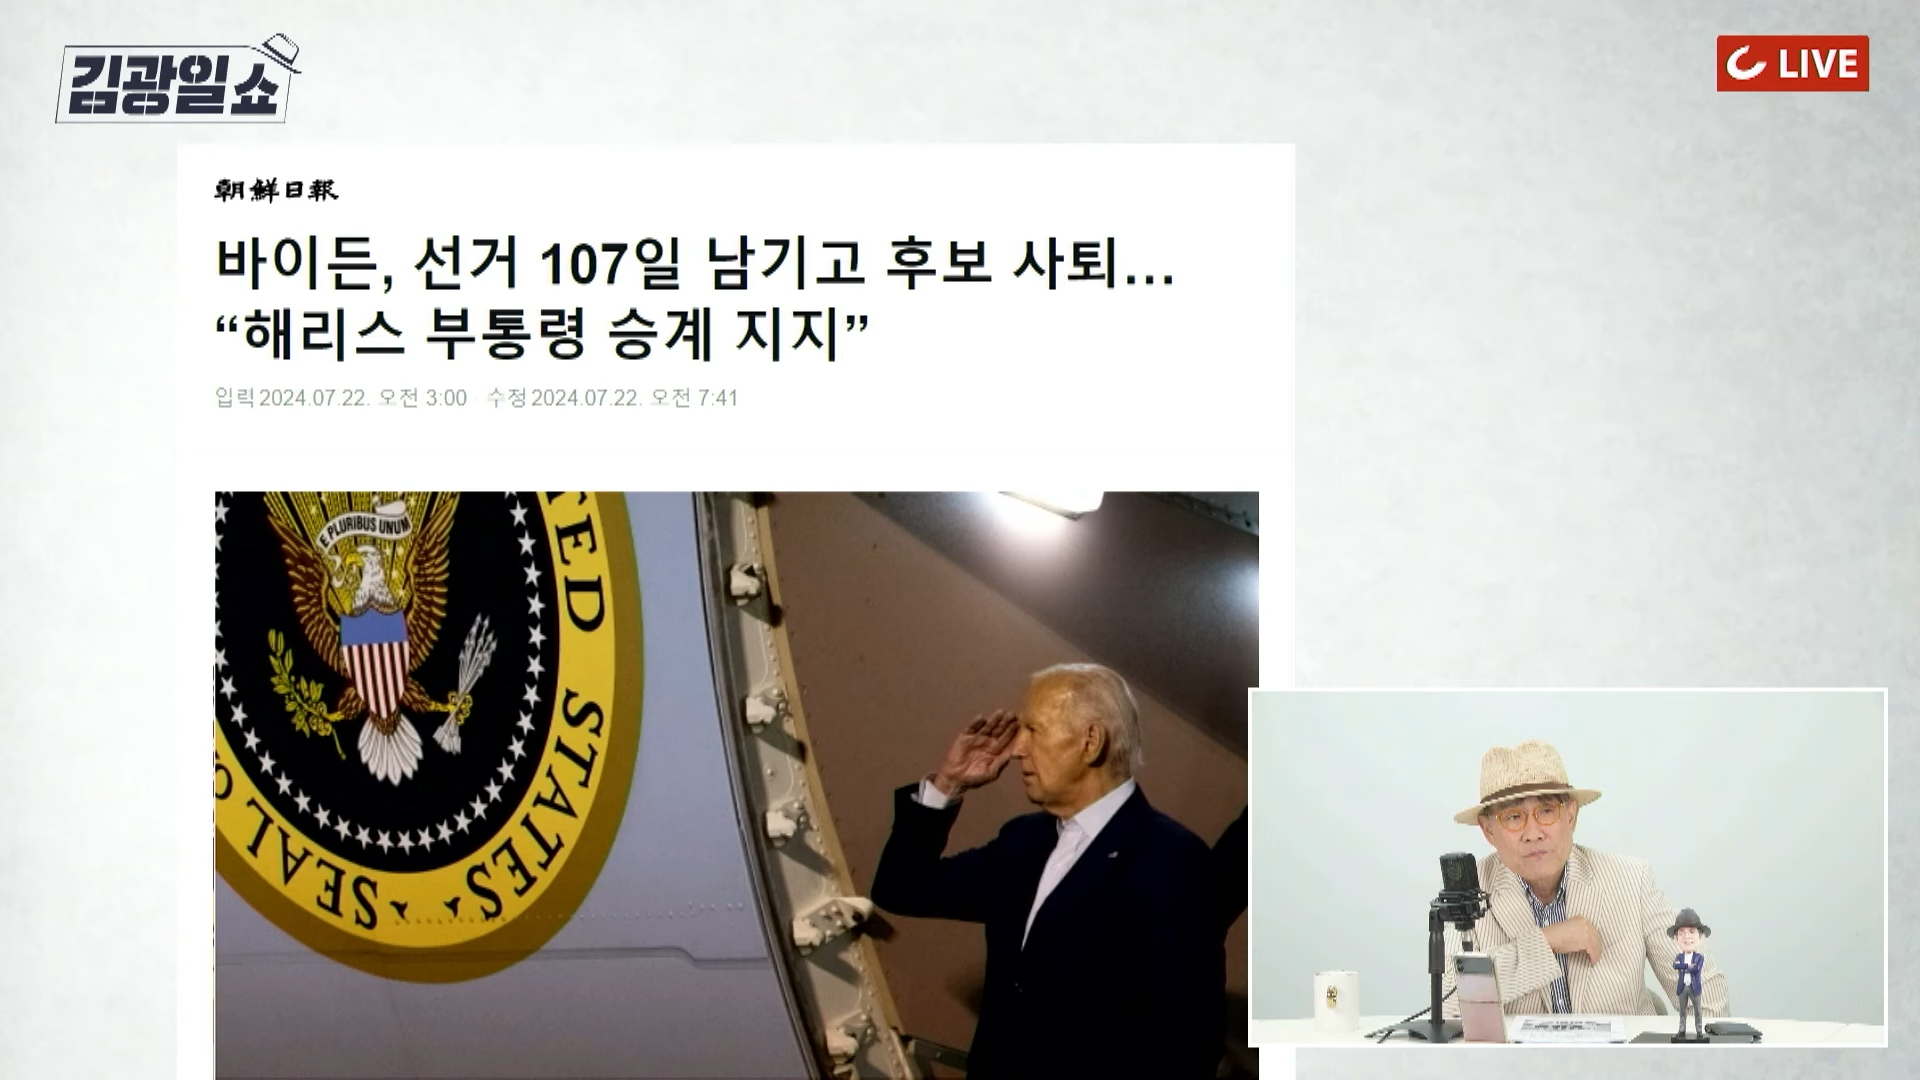 김광일쇼
LIVE
朝鮮日報
바이든, 선거 107일 남기고 후보 사퇴…
“해리스 부통령 승계 지지”
입력 2024.07.22. 오전 3:00 수정 2024.07.22. 오전 7:41
E PLURIBUS UNUM
SEAL O
TED STATES